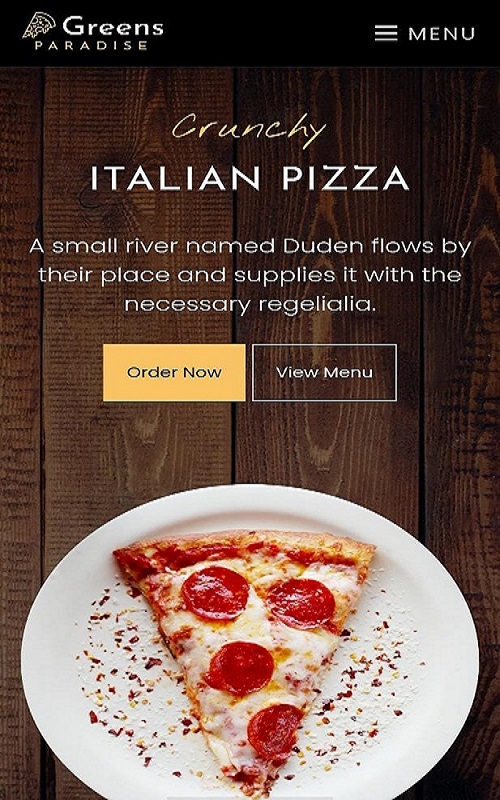 Greens
PARADISE
MENU
Crunchy
ITALIAN PIZZA
A small river named Duden flows by
their place and supplies it with the
necessary regelialia.
Order Now
View Menu